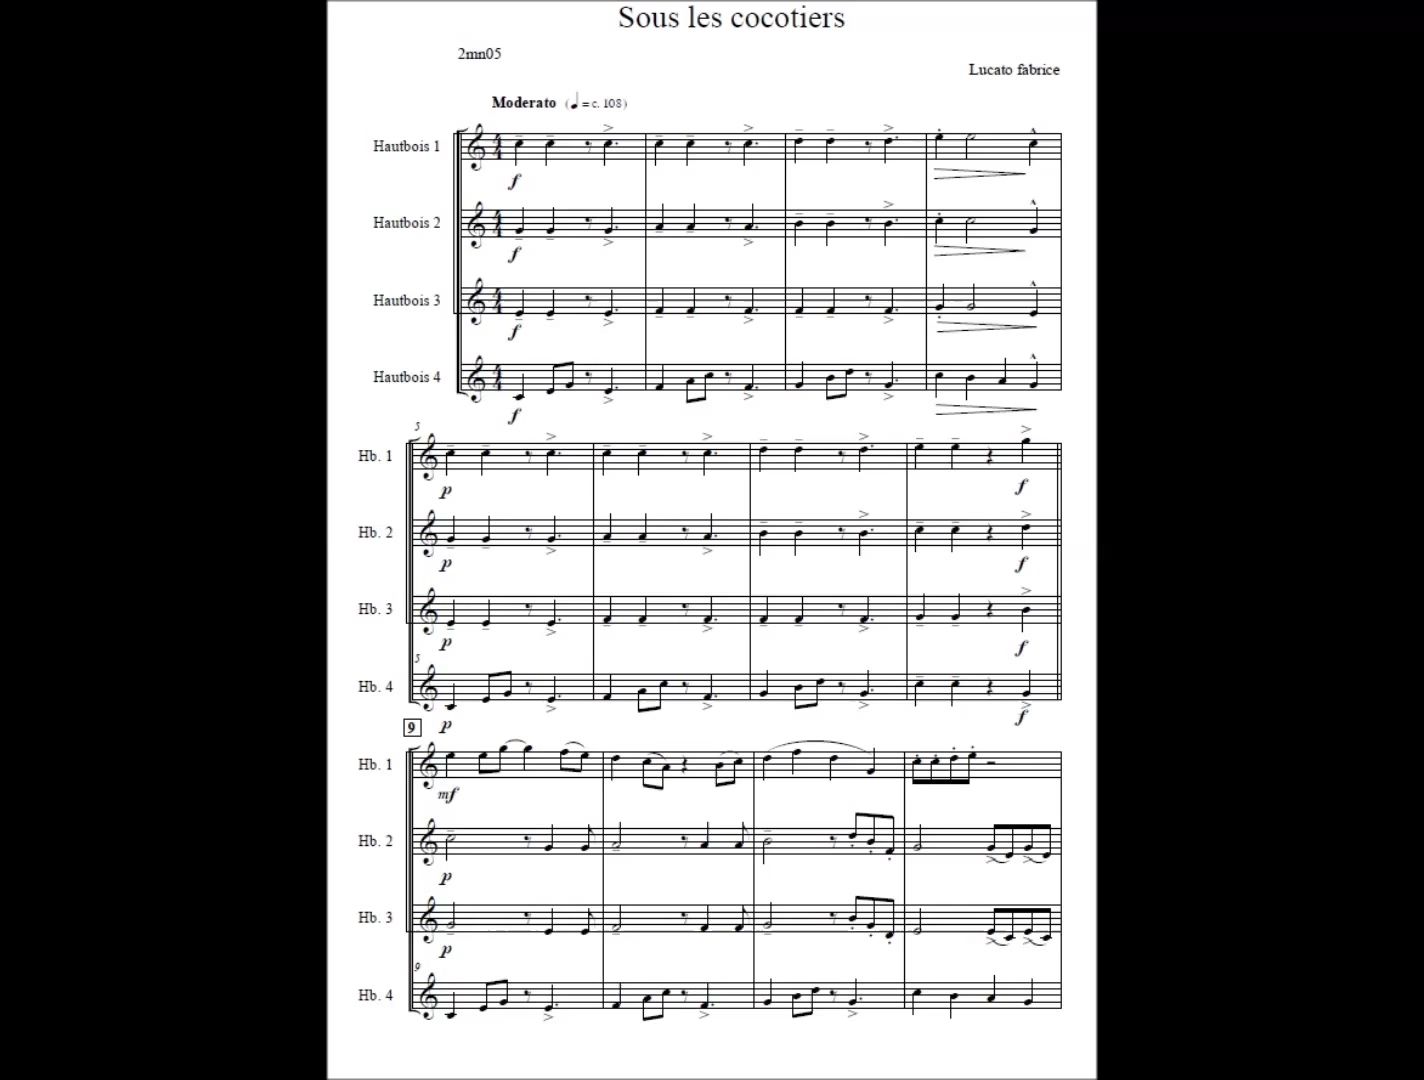 Sous les cocotiers
2mn05
Lucato fabrice
Moderato (♩ = c. 108)
Hautbois 1
f
Hautbois 2
f
Hautbois 3
f
Hautbois 4
f
5
Hb. 1
p f
Hb. 2
p f
Hb. 3
p f
5
Hb. 4
p f
9
Hb. 1
mf
Hb. 2
p
Hb. 3
p
9
Hb. 4